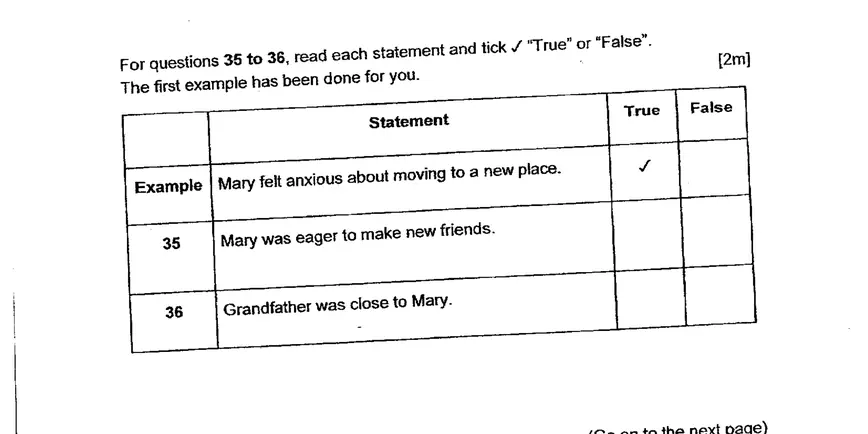 For questions 35 to 36, read each statement and tick ✓ "True" or "False".
[2m]
The first example has been done for you.
Statement True False
Example Mary felt anxious about moving to a new place. ✓
35 Mary was eager to make new friends.
36 Grandfather was close to Mary.
(Go on to the next page)